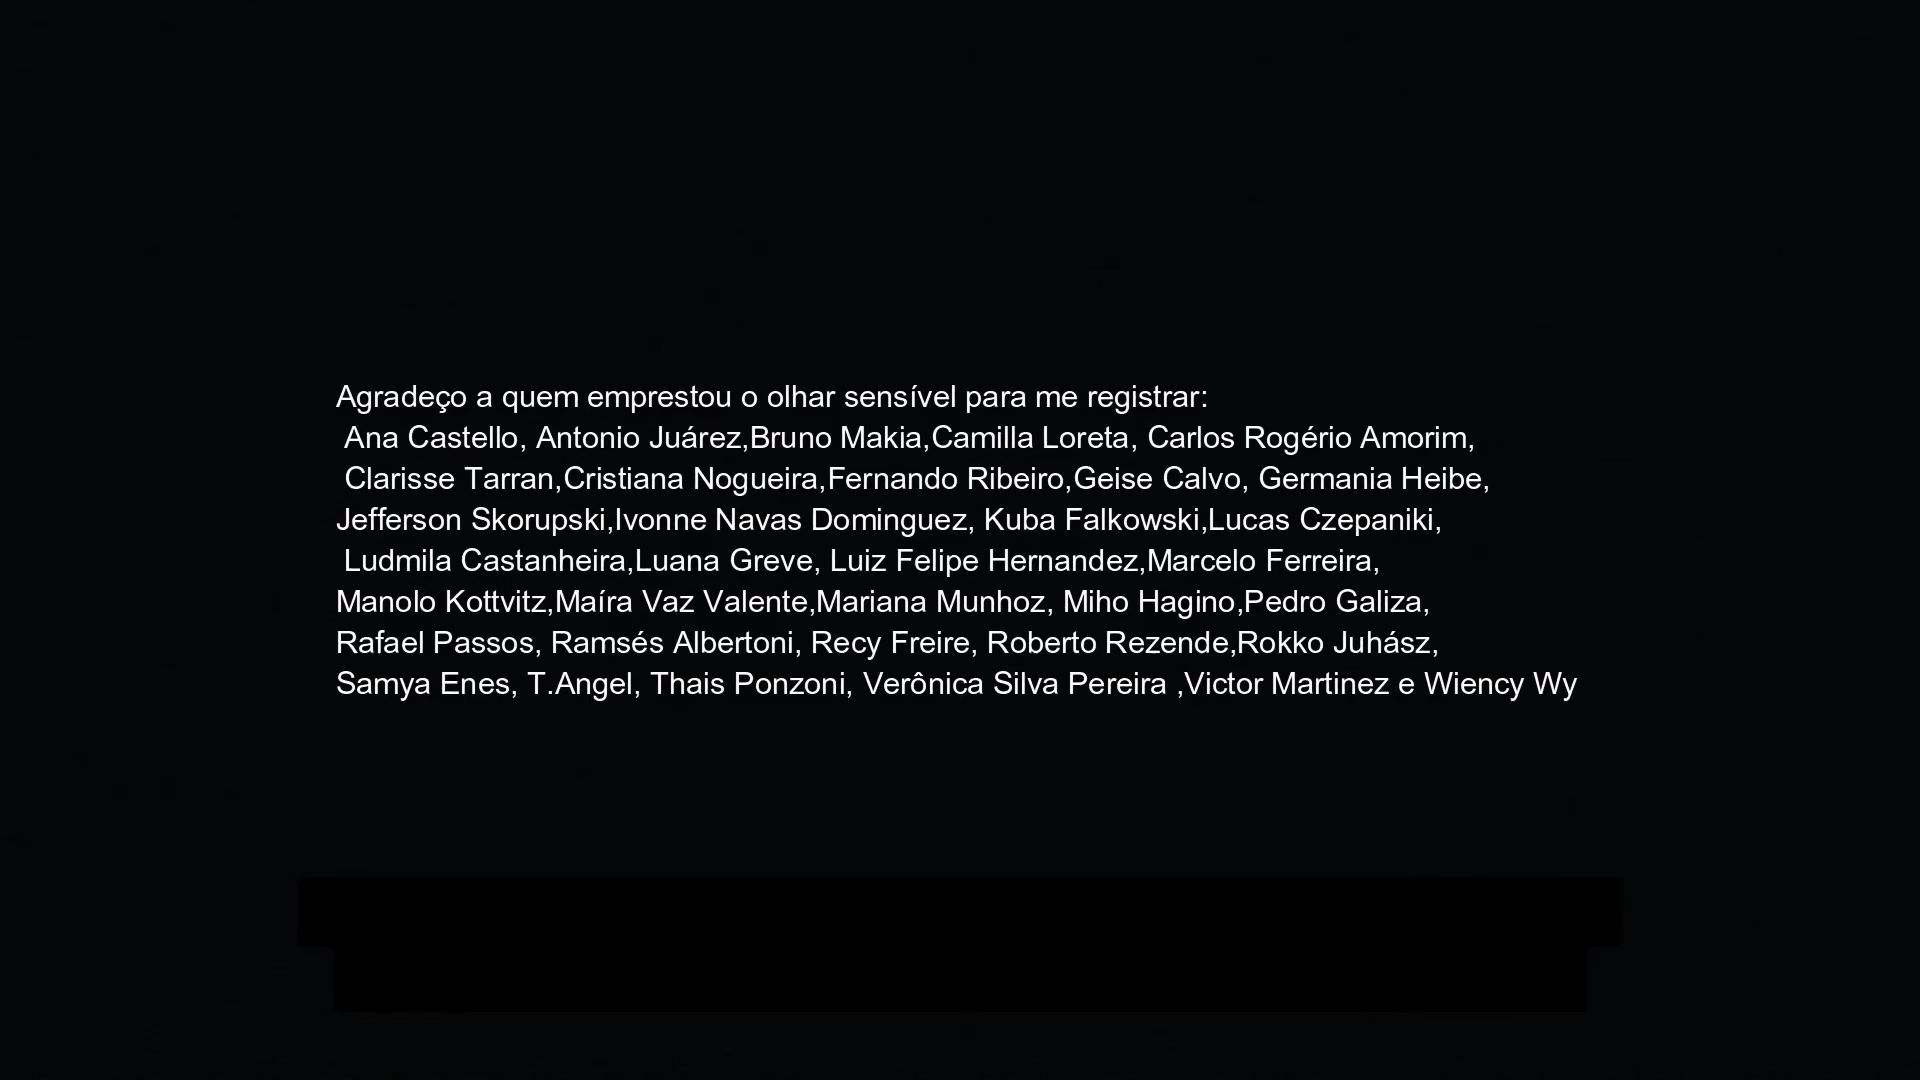 Agradeço a quem emprestou o olhar sensível para me registrar:
Ana Castello, Antonio Juárez,Bruno Makia,Camilla Loreta, Carlos Rogério Amorim,
Clarisse Tarran,Cristiana Nogueira,Fernando Ribeiro,Geise Calvo, Germania Heibe,
Jefferson Skorupski,Ivonne Navas Dominguez, Kuba Falkowski,Lucas Czepaniki,
Ludmila Castanheira,Luana Greve, Luiz Felipe Hernandez,Marcelo Ferreira,
Manolo Kottvitz,Maíra Vaz Valente,Mariana Munhoz, Miho Hagino,Pedro Galiza,
Rafael Passos, Ramsés Albertoni, Recy Freire, Roberto Rezende,Rokko Juhász,
Samya Enes, T.Angel, Thais Ponzoni, Verônica Silva Pereira ,Victor Martinez e Wiency Wy